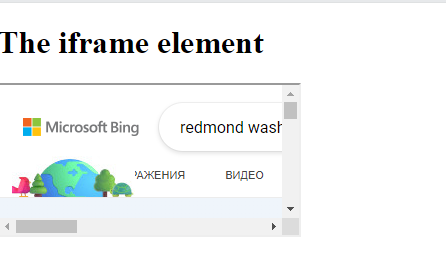 The iframe element
Microsoft Bing
redmond wash
РАЖЕНИЯ ВИДЕО